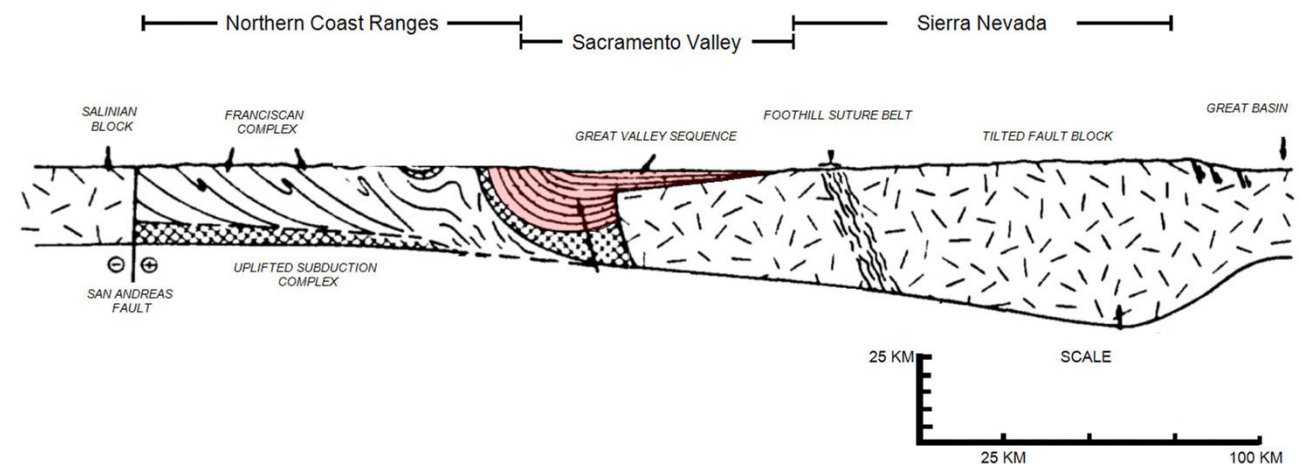 Northern Coast Ranges
Sierra Nevada
Sacramento Valley
SALINIAN
BLOCK
FRANCISCAN
COMPLEX
GREAT VALLEY SEQUENCE
FOOTHILL SUTURE BELT
TILTED FAULT BLOCK
GREAT BASIN
UPLIFTED SUBDUCTION
COMPLEX
SAN ANDREAS
FAULT
25 KM
SCALE
25 KM
100 KM